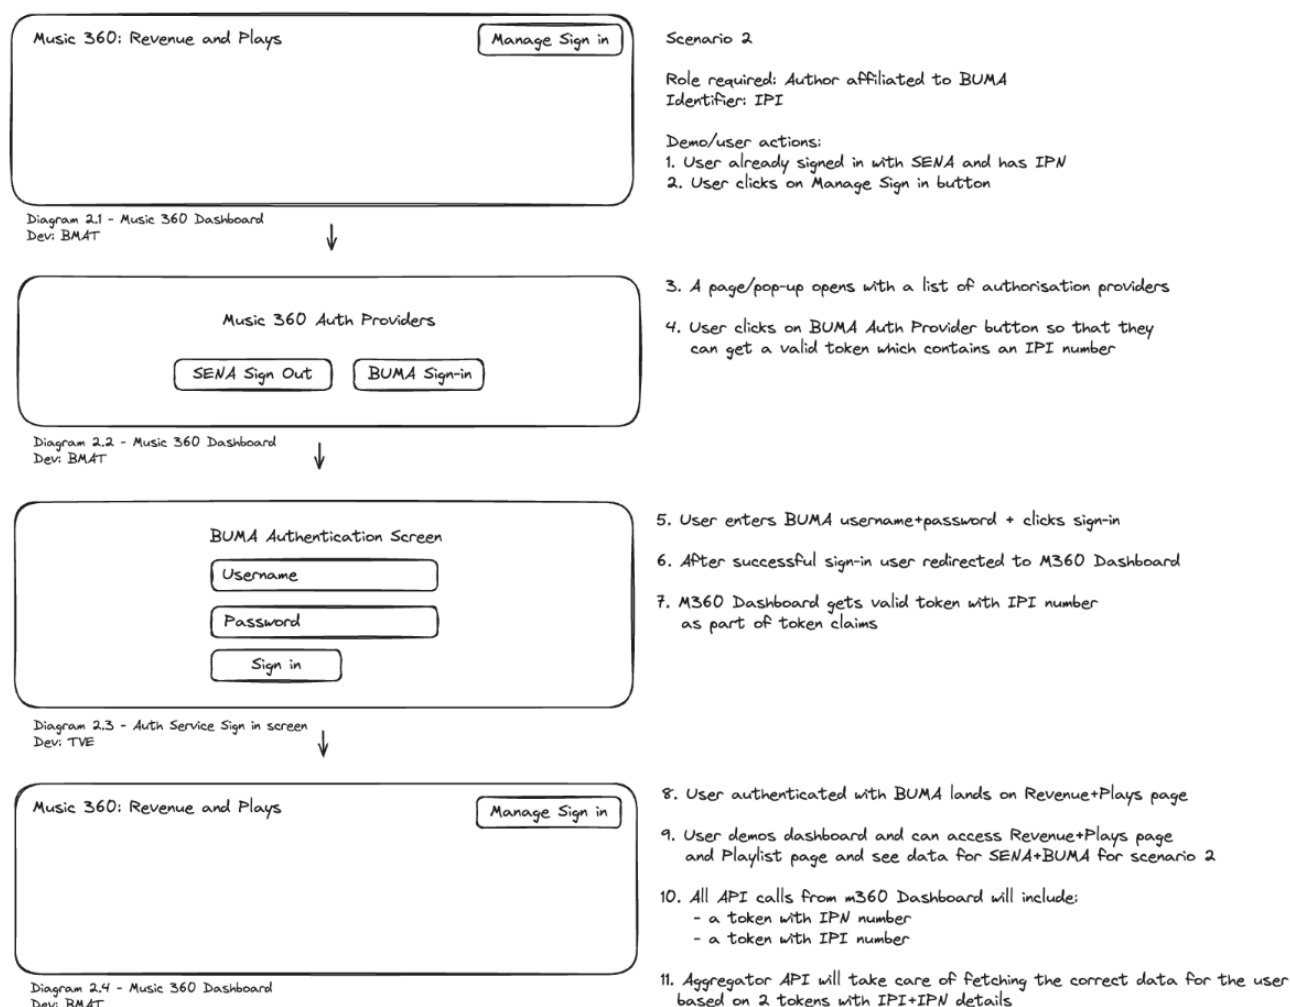 Music 360: Revenue and Plays
Manage Sign in
Scenario 2
Role required: Author affiliated to BUMA
Identifier: IPI
Demo/user actions:
1. User already signed in with SENA and has IPN
2. User clicks on Manage Sign in button
Diagram 2.1 - Music 360 Dashboard
Dev: BMAT
3. A page/pop-up opens with a list of authorisation providers
4. User clicks on BUMA Auth Provider button so that they
can get a valid token which contains an IPI number
Music 360 Auth Providers
SENA Sign Out
BUMA Sign-in
Diagram 2.2 - Music 360 Dashboard
Dev: BMAT
5. User enters BUMA username+password + clicks sign-in
6. After successful sign-in user redirected to M360 Dashboard
7. M360 Dashboard gets valid token with IPI number
as part of token claims
BUMA Authentication Screen
Username
Password
Sign in
Diagram 2.3 - Auth Service Sign in screen
Dev: TVE
Music 360: Revenue and Plays
Manage Sign in
8. User authenticated with BUMA lands on Revenue+Plays page
9. User demos dashboard and can access Revenue+Plays page
and Playlist page and see data for SENA+BUMA for scenario 2
10. All API calls from m360 Dashboard will include:
- a token with IPN number
- a token with IPI number
11. Aggregator API will take care of fetching the correct data for the user
based on 2 tokens with IPI+IPN details
Diagram 2.4 - Music 360 Dashboard
Dev: BMAT